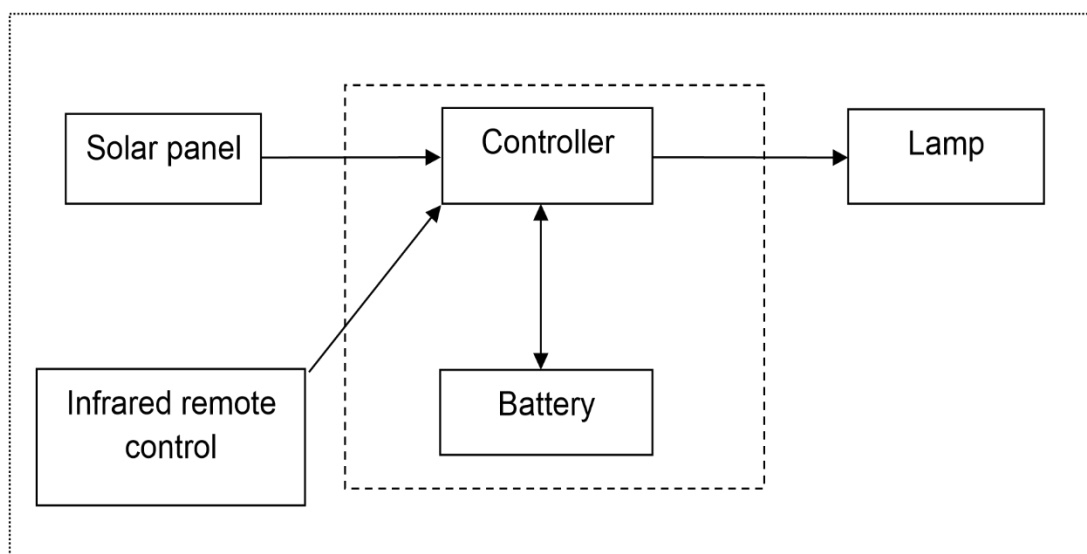 Solar panel
Controller
Lamp
Infrared remote
control
Battery